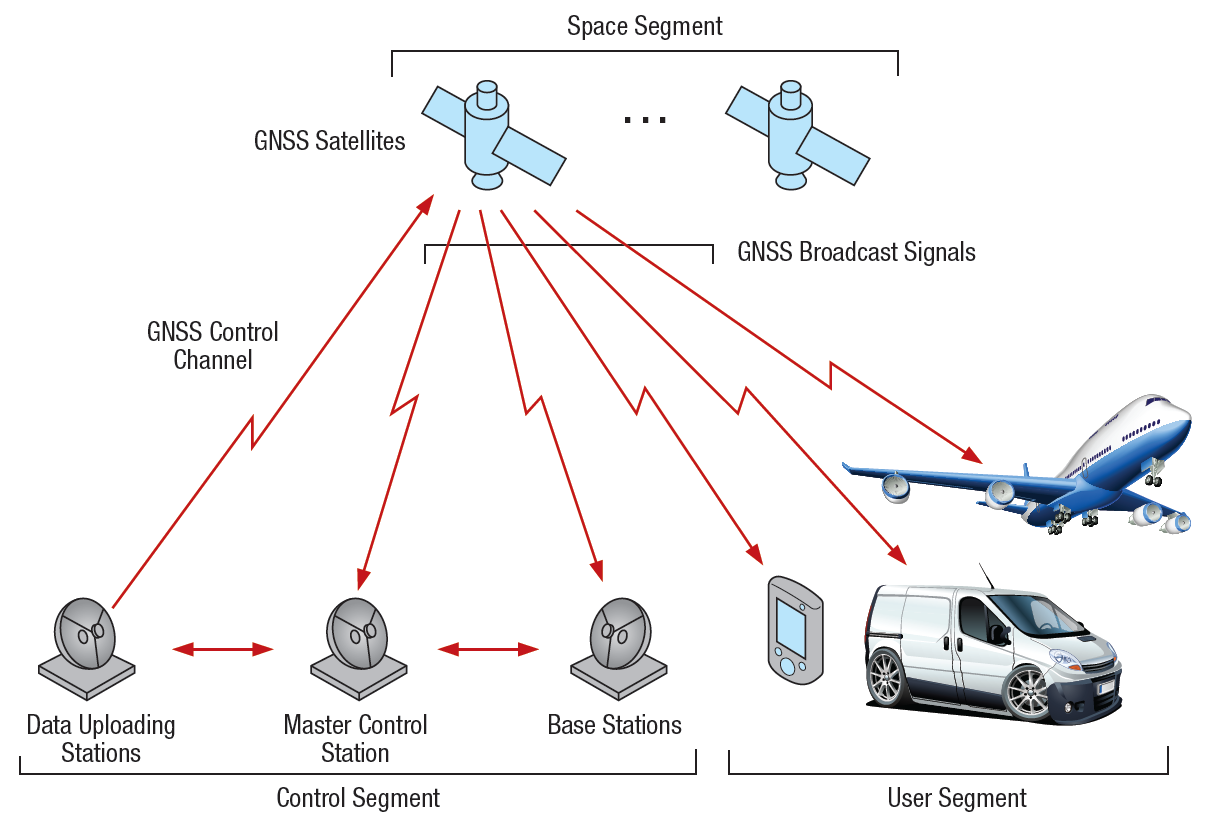 Space Segment
GNSS Satellites
GNSS Broadcast Signals
GNSS Control
Channel
Data Uploading
Stations
Master Control
Station
Base Stations
Control Segment
User Segment